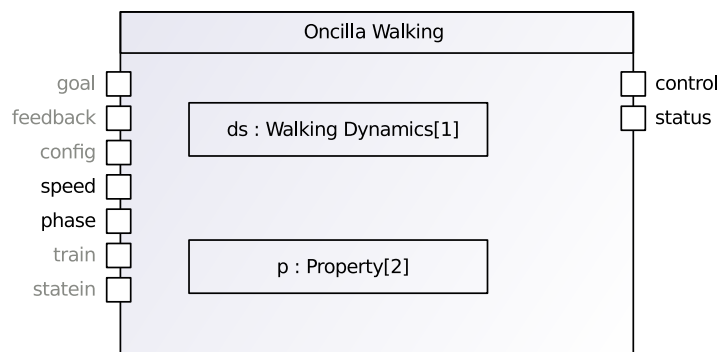 Oncilla Walking
goal
feedback
config
speed
phase
train
statein
ds : Walking Dynamics[1]
p : Property[2]
control
status